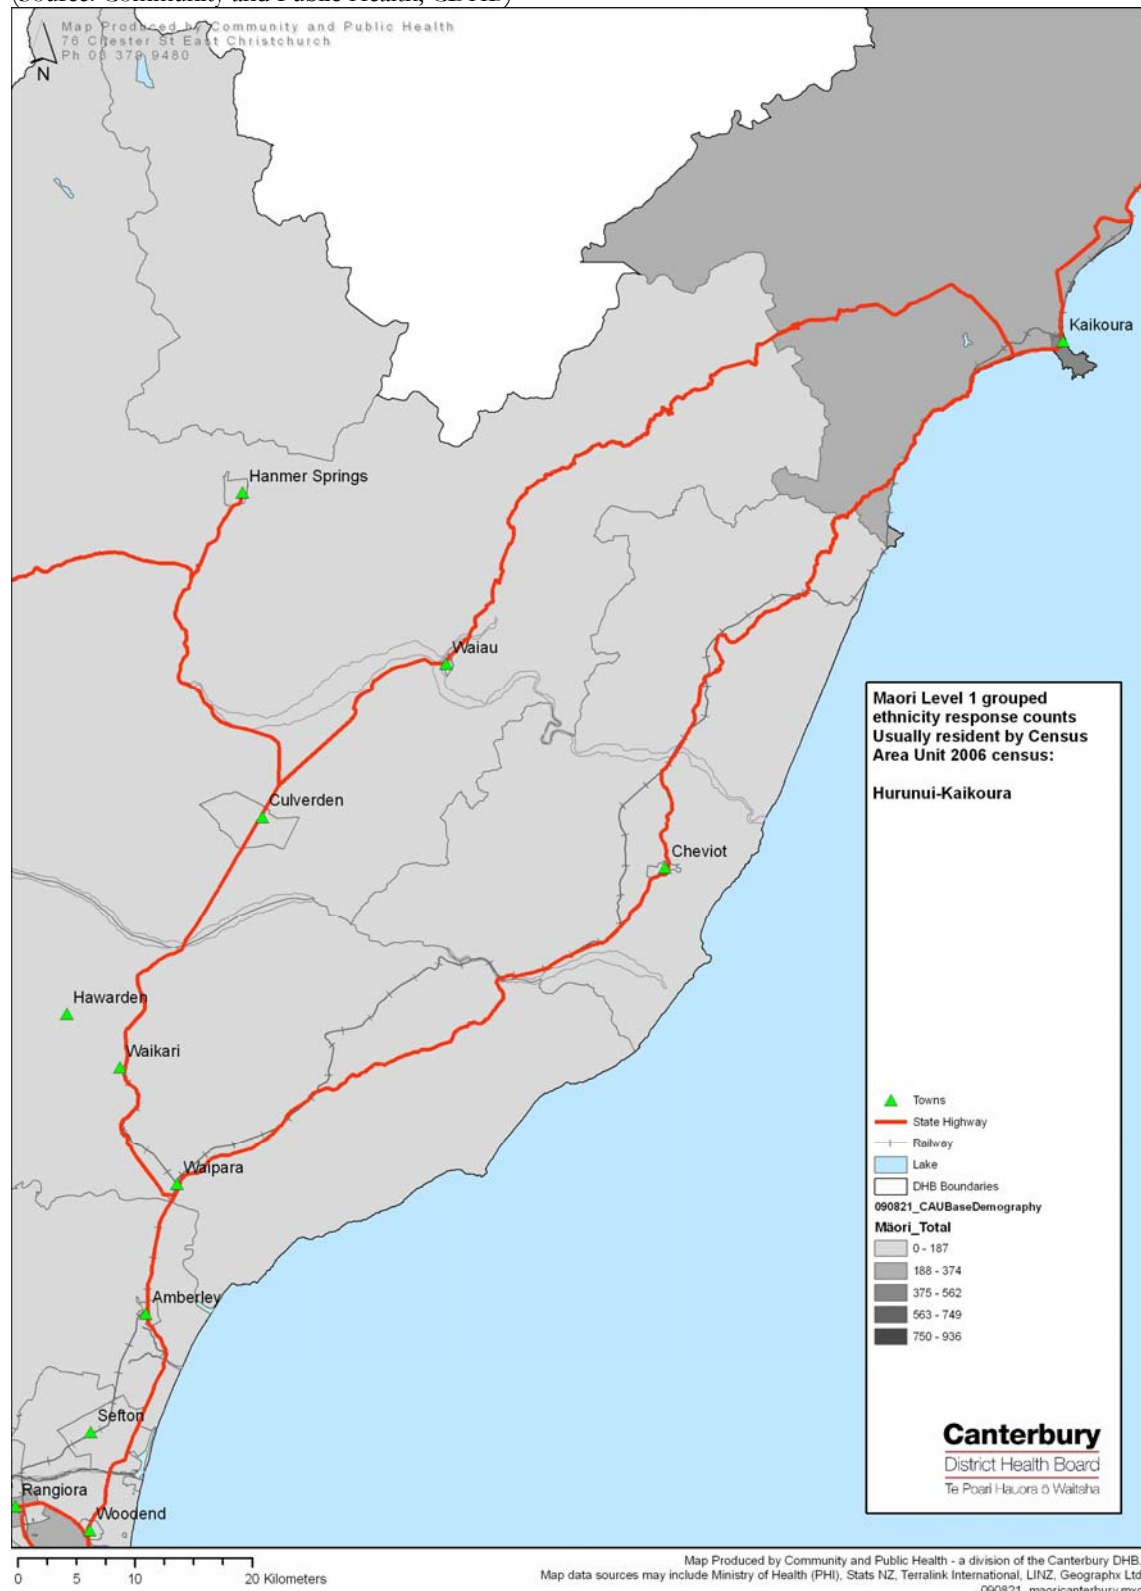 Map Produced by Community and Public Health
76 Chester St East Christchurch
Ph 03 379 9480
N
Kaikoura
Hanmer Springs
Waiau
Maori Level 1 grouped
ethnicity response counts
Usually resident by Census
Area Unit 2006 census:
Hurunui-Kaikoura
Culverden
Cheviot
Hawarden
Waikari
Towns
State Highway
Railway
Lake
DHB Boundaries
090821_CAUBaseDemography
Mäori_Total
0 - 187
188 - 374
375 - 562
563 - 749
750 - 936
Waipara
Amberley
Sefton
Canterbury
District Health Board
Te Poari Hauora ō Waitaha
Rangiora
Woodend
0 5 10 20 Kilometers
Map Produced by Community and Public Health - a division of the Canterbury DHB.
Map data sources may include Ministry of Health (PHI), Stats NZ, Terralink International, LINZ, Geographx Ltd